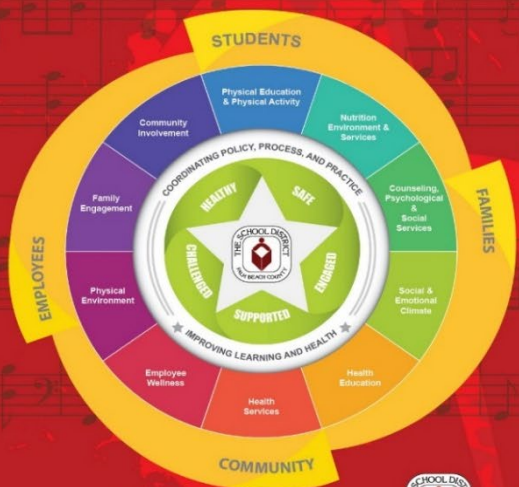 STUDENTS
FAMILIES
COMMUNITY
EMPLOYEES
Physical Education
& Physical Activity
Nutrition
Environment &
Services
Counseling,
Psychological
&
Social
Services
Social &
Emotional
Climate
Health
Education
Health
Services
Employee
Wellness
Physical
Environment
Family
Engagement
Community
Involvement
COORDINATING POLICY, PROCESS, AND PRACTICE
IMPROVING LEARNING AND HEALTH
HEALTHY
SAFE
ENGAGED
SUPPORTED
CHALLENGED
THE SCHOOL DISTRICT
PALM BEACH COUNTY
SCHOOL